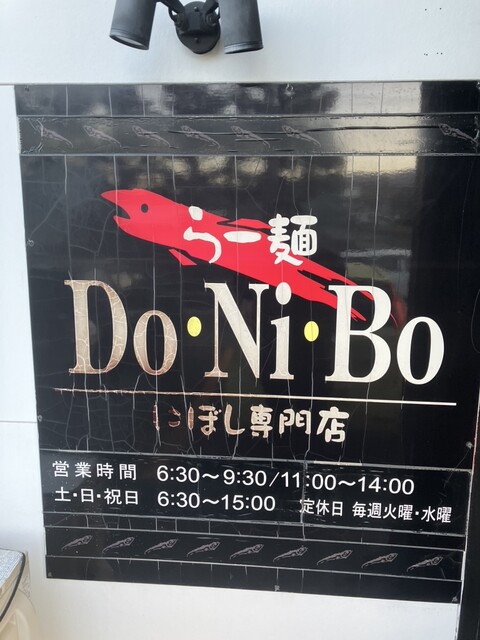 らー麺
Do・Ni・Bo
にぼし専門店
営業時間 6:30～9:30/11:00～14:00
土・日・祝日 6:30～15:00 定休日 毎週火曜・水曜